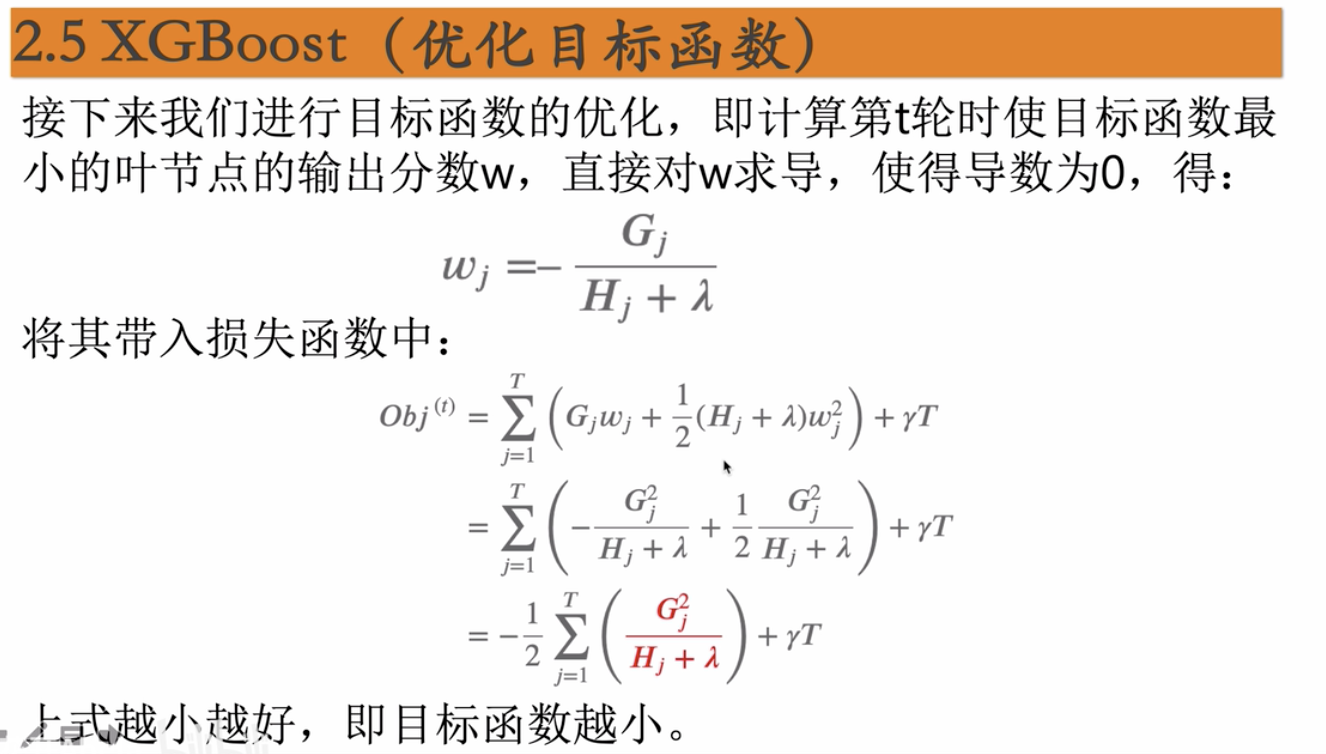 2.5 XGBoost（优化目标函数）
接下来我们进行目标函数的优化，即计算第t轮时使目标函数最
小的叶节点的输出分数w，直接对w求导，使得导数为0，得：
$w_j = -\frac{G_j}{H_j + \lambda}$
将其带入损失函数中：
$Obj^{(t)} = \sum_{j=1}^{T} \left( G_j w_j + \frac{1}{2}(H_j + \lambda) w_j^2 \right) + \gamma T$
$= \sum_{j=1}^{T} \left( -\frac{G_j^2}{H_j + \lambda} + \frac{1}{2} \frac{G_j^2}{H_j + \lambda} \right) + \gamma T$
$= -\frac{1}{2} \sum_{j=1}^{T} \left( \frac{G_j^2}{H_j + \lambda} \right) + \gamma T$
上式越小越好，即目标函数越小。